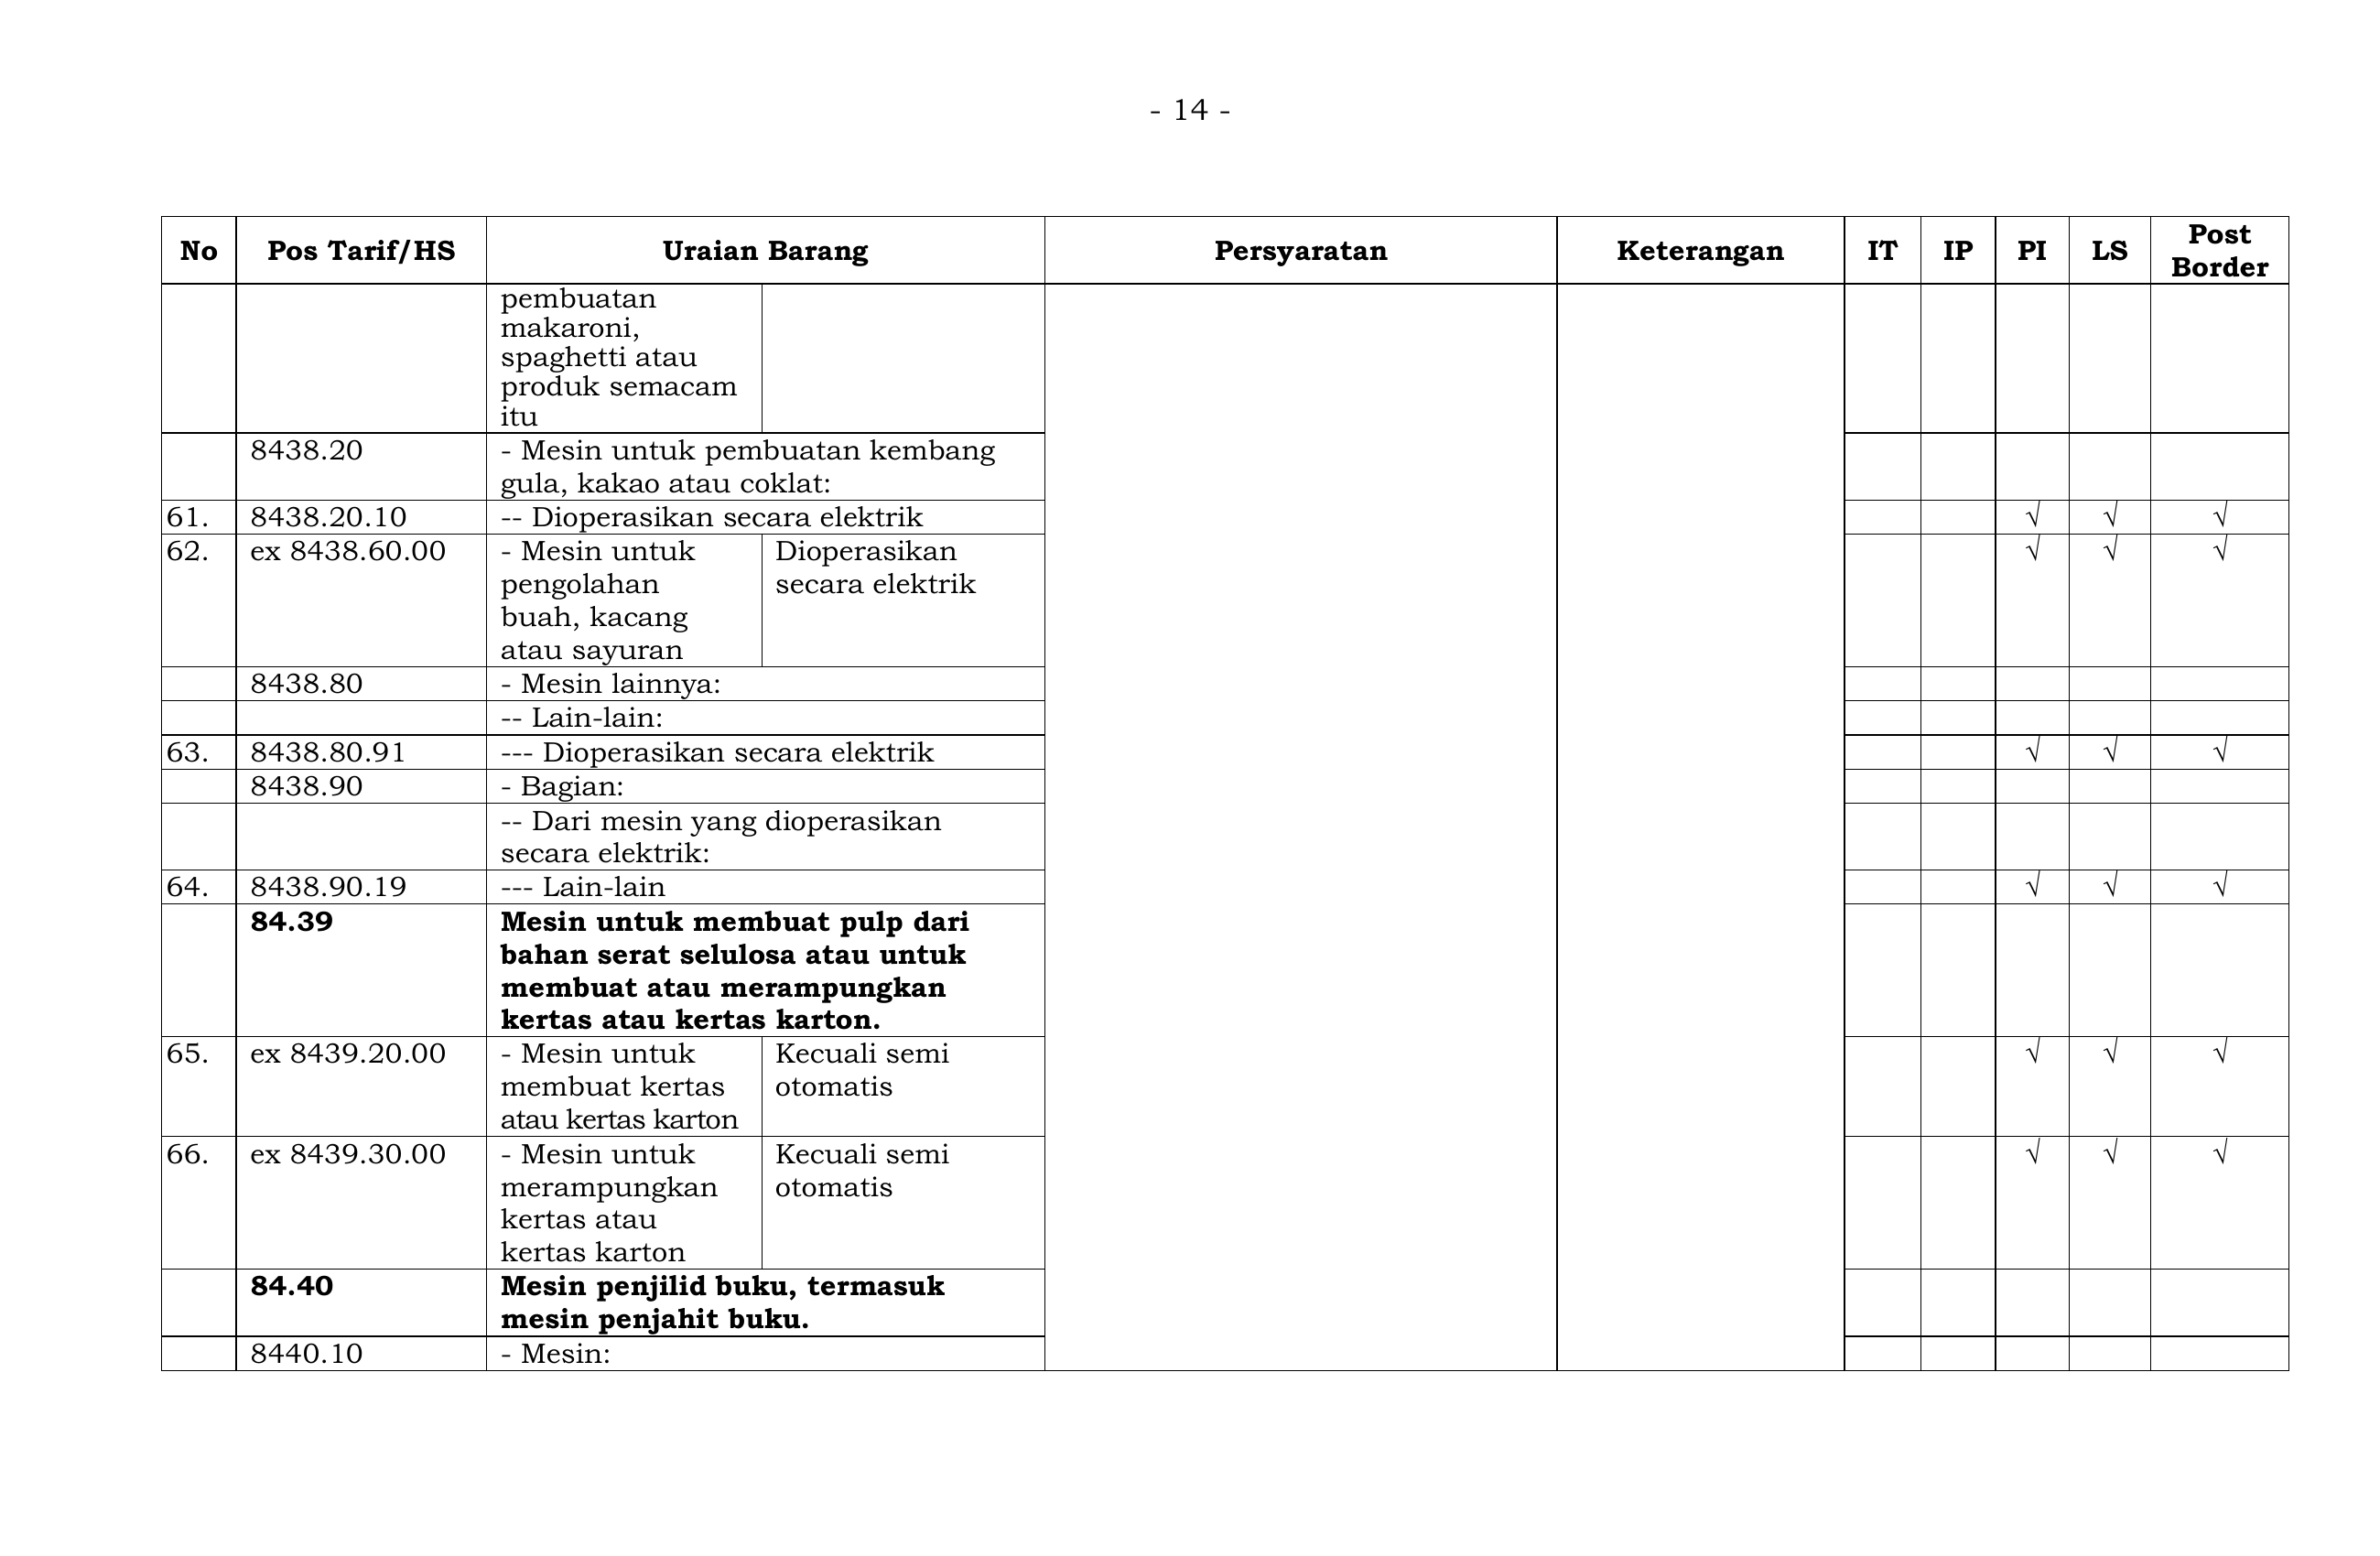 - 14 -
No Pos Tarif/HS Uraian Barang Persyaratan Keterangan IT IP PI LS Post Border
pembuatan
makaroni,
spaghetti atau
produk semacam
itu
8438.20 - Mesin untuk pembuatan kembang
gula, kakao atau coklat:
61. 8438.20.10 -- Dioperasikan secara elektrik √ √ √
62. ex 8438.60.00 - Mesin untuk Dioperasikan √ √ √
pengolahan secara elektrik
buah, kacang
atau sayuran
8438.80 - Mesin lainnya:
-- Lain-lain:
63. 8438.80.91 --- Dioperasikan secara elektrik √ √ √
8438.90 - Bagian:
-- Dari mesin yang dioperasikan
secara elektrik:
64. 8438.90.19 --- Lain-lain √ √ √
84.39 Mesin untuk membuat pulp dari
bahan serat selulosa atau untuk
membuat atau merampungkan
kertas atau kertas karton.
65. ex 8439.20.00 - Mesin untuk Kecuali semi √ √ √
membuat kertas otomatis
atau kertas karton
66. ex 8439.30.00 - Mesin untuk Kecuali semi √ √ √
merampungkan otomatis
kertas atau
kertas karton
84.40 Mesin penjilid buku, termasuk
mesin penjahit buku.
8440.10 - Mesin: